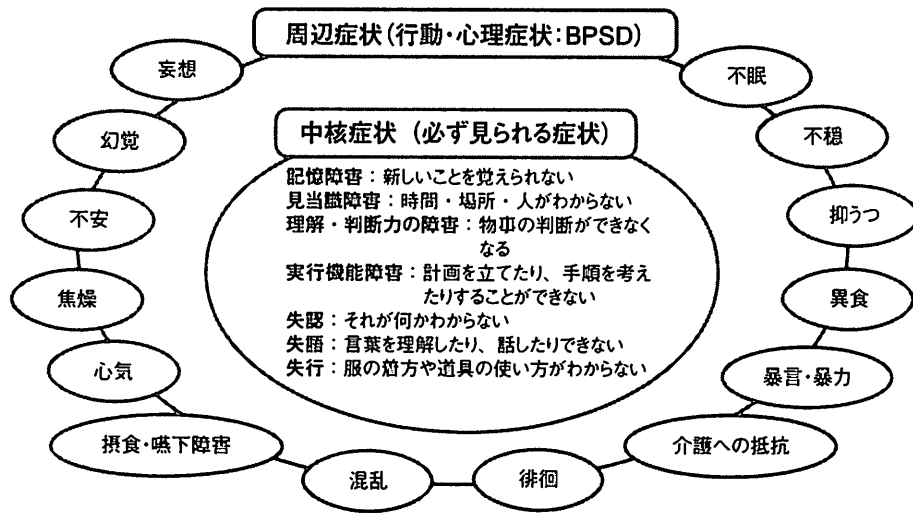 周辺症状(行動・心理症状:BPSD)
妄想
幻覚
不安
焦燥
心気
摂食・嚥下障害
混乱
徘徊
介護への抵抗
暴言・暴力
異食
抑うつ
不穏
不眠
中核症状 (必ず見られる症状)
記憶障害:新しいことを覚えられない
見当識障害:時間・場所・人がわからない
理解・判断力の障害:物事の判断ができなく
なる
実行機能障害:計画を立てたり、手順を考え
たりすることができない
失認:それが何かわからない
失語:言葉を理解したり、話したりできない
失行:服の着方や道具の使い方がわからない